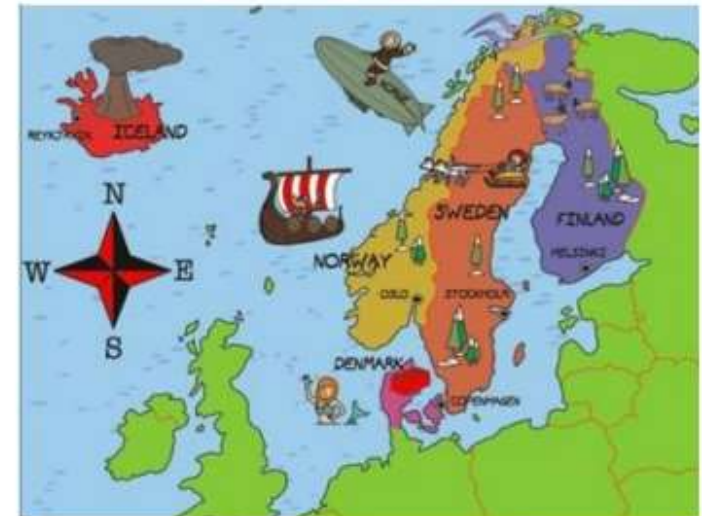 REYKJAVIK
ICELAND
N
W
E
S
SWEDEN
FINLAND
NORWAY
HELSINKI
OSLO
STOCKHOLM
DENMARK
COPENHAGEN